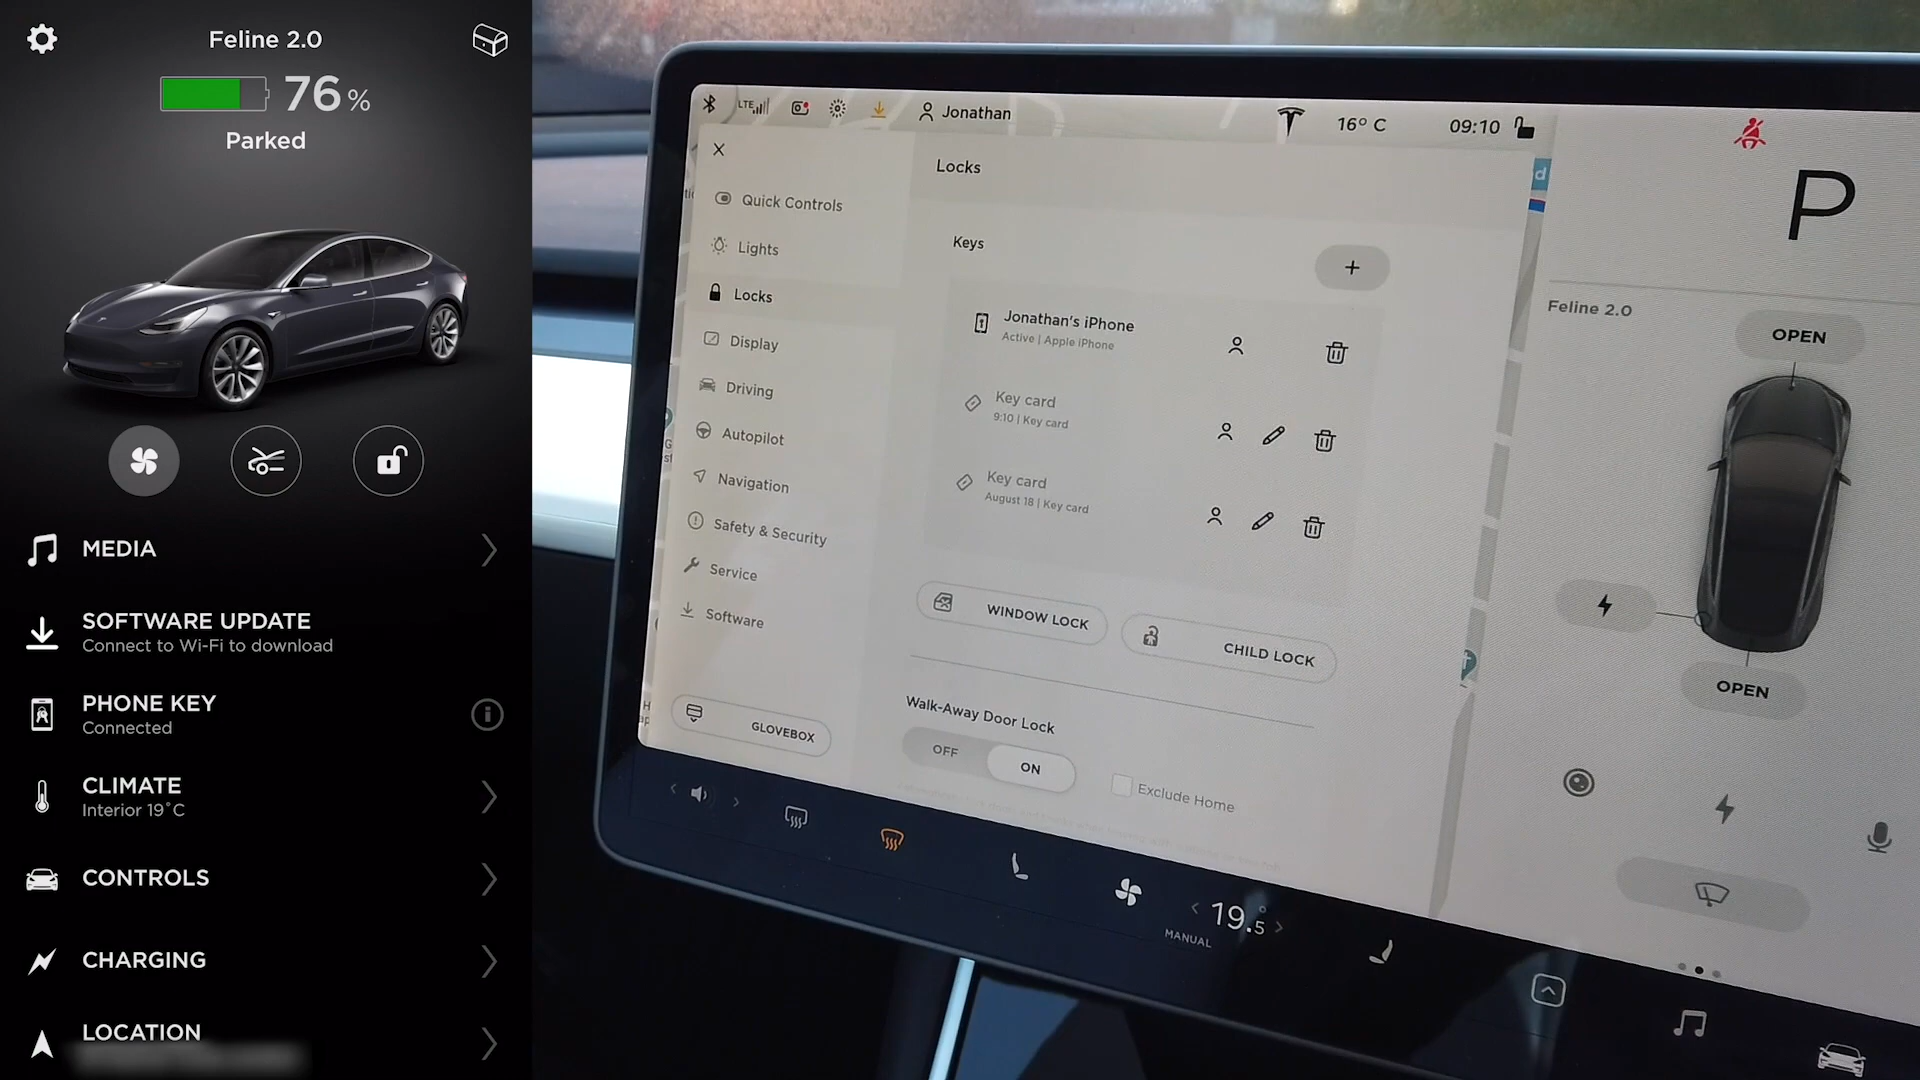 Feline 2.0
76 %
Parked
MEDIA
SOFTWARE UPDATE
Connect to Wi-Fi to download
PHONE KEY
Connected
CLIMATE
Interior 19°C
CONTROLS
CHARGING
LOCATION
LTE
Jonathan
16° C
09:10
Quick Controls
Lights
Locks
Display
Driving
Autopilot
Navigation
Safety & Security
Service
Software
GLOVEBOX
Locks
Keys
+
Jonathan's iPhone
Active | Apple iPhone
Key card
9:10 | Key card
Key card
August 18 | Key card
WINDOW LOCK
CHILD LOCK
Walk-Away Door Lock
OFF
ON
Exclude Home
P
d
Feline 2.0
OPEN
OPEN
19.5°
MANUAL